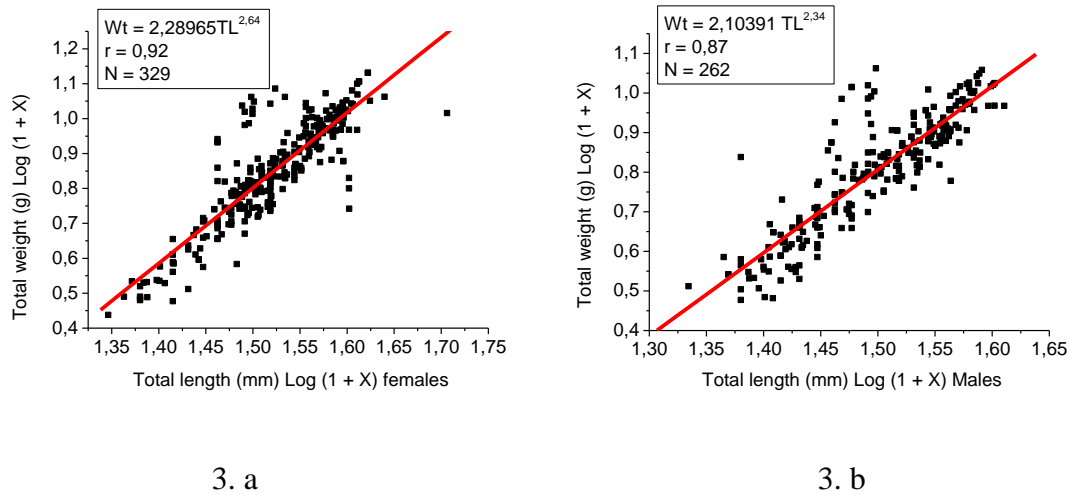 Wt = 2,28965TL^2,64
r = 0,92
N = 329
1,2
1,1
1,0
0,9
0,8
0,7
0,6
0,5
0,4
Total weight (g) Log (1 + X)
1,35 1,40 1,45 1,50 1,55 1,60 1,65 1,70 1,75
Total length (mm) Log (1 + X) females
3. a
Wt = 2,10391 TL^2,34
r = 0,87
N = 262
1,1
1,0
0,9
0,8
0,7
0,6
0,5
0,4
Total weight (g) Log (1 + X)
1,30 1,35 1,40 1,45 1,50 1,55 1,60 1,65
Total length (mm) Log (1 + X) Males
3. b